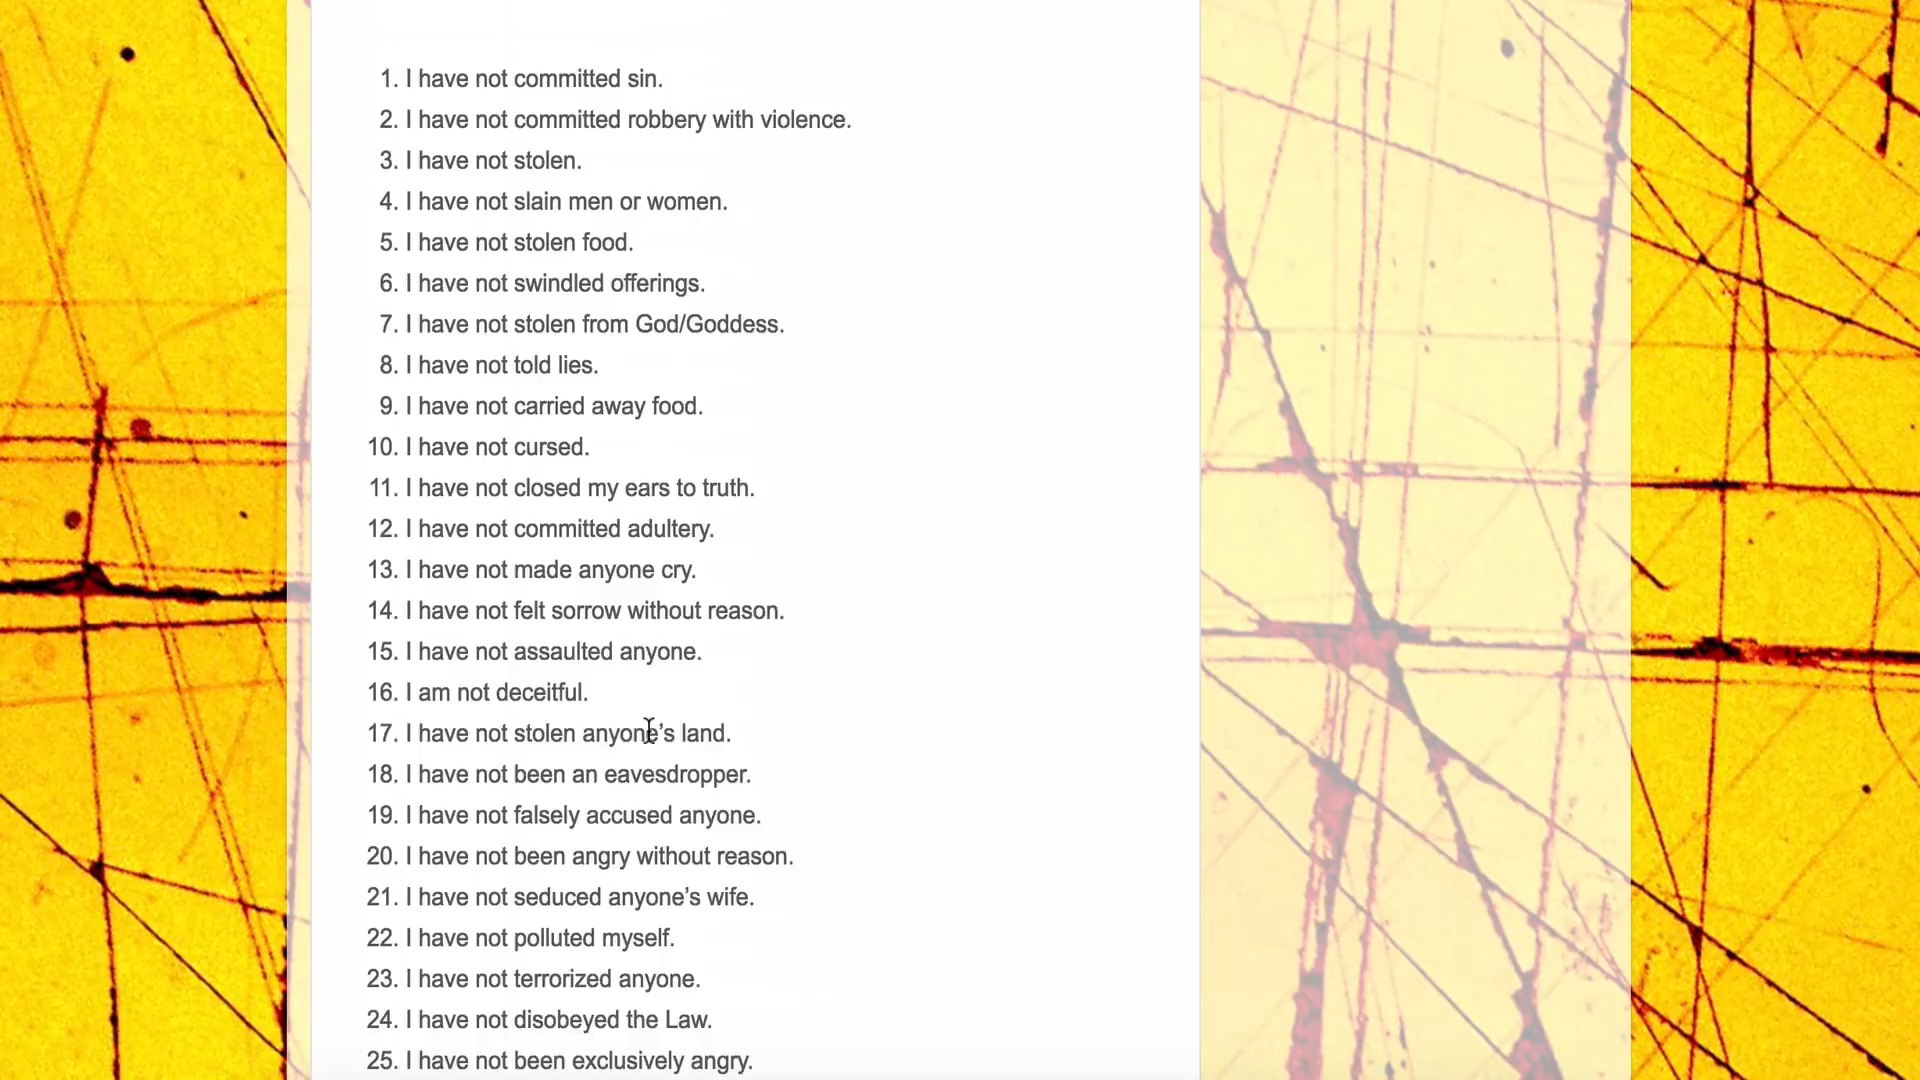 1. I have not committed sin.
2. I have not committed robbery with violence.
3. I have not stolen.
4. I have not slain men or women.
5. I have not stolen food.
6. I have not swindled offerings.
7. I have not stolen from God/Goddess.
8. I have not told lies.
9. I have not carried away food.
10. I have not cursed.
11. I have not closed my ears to truth.
12. I have not committed adultery.
13. I have not made anyone cry.
14. I have not felt sorrow without reason.
15. I have not assaulted anyone.
16. I am not deceitful.
17. I have not stolen anyone’s land.
18. I have not been an eavesdropper.
19. I have not falsely accused anyone.
20. I have not been angry without reason.
21. I have not seduced anyone’s wife.
22. I have not polluted myself.
23. I have not terrorized anyone.
24. I have not disobeyed the Law.
25. I have not been exclusively angry.